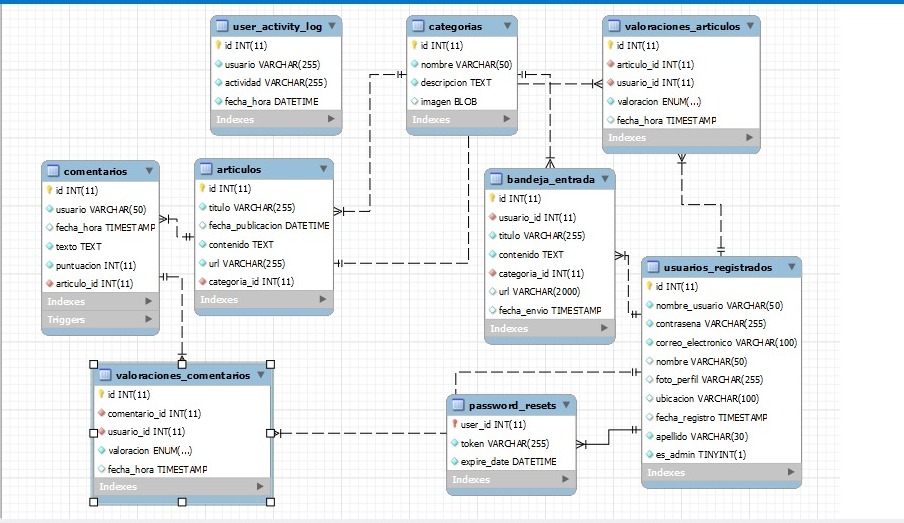 user_activity_log
id INT(11)
usuario VARCHAR(255)
actividad VARCHAR(255)
fecha_hora DATETIME
Indexes
categorias
id INT(11)
nombre VARCHAR(50)
descripcion TEXT
imagen BLOB
Indexes
valoraciones_articulos
id INT(11)
articulo_id INT(11)
usuario_id INT(11)
valoracion ENUM(...)
fecha_hora TIMESTAMP
Indexes
comentarios
id INT(11)
usuario VARCHAR(50)
fecha_hora TIMESTAMP
texto TEXT
puntuacion INT(11)
articulo_id INT(11)
Indexes
Triggers
articulos
id INT(11)
titulo VARCHAR(255)
fecha_publicacion DATETIME
contenido TEXT
url VARCHAR(255)
categoria_id INT(11)
Indexes
bandeja_entrada
id INT(11)
usuario_id INT(11)
titulo VARCHAR(255)
contenido TEXT
categoria_id INT(11)
url VARCHAR(2000)
fecha_envio TIMESTAMP
Indexes
usuarios_registrados
id INT(11)
nombre_usuario VARCHAR(50)
contrasena VARCHAR(255)
correo_electronico VARCHAR(100)
nombre VARCHAR(50)
foto_perfil VARCHAR(255)
ubicacion VARCHAR(100)
fecha_registro TIMESTAMP
apellido VARCHAR(30)
es_admin TINYINT(1)
Indexes
valoraciones_comentarios
id INT(11)
comentario_id INT(11)
usuario_id INT(11)
valoracion ENUM(...)
fecha_hora TIMESTAMP
Indexes
password_resets
user_id INT(11)
token VARCHAR(255)
expire_date DATETIME
Indexes